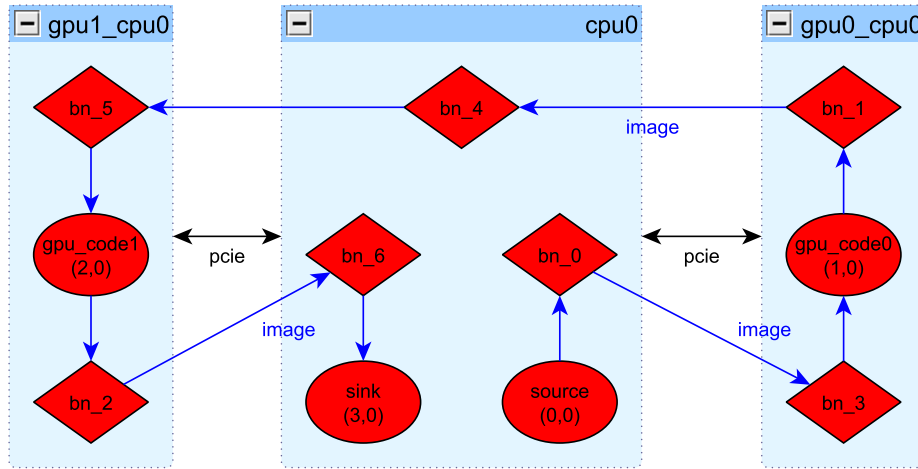 gpu1_cpu0
cpu0
gpu0_cpu0
bn_5
bn_4
bn_1
image
gpu_code1
(2,0)
pcie
bn_6
bn_0
pcie
gpu_code0
(1,0)
image
image
bn_2
sink
(3,0)
source
(0,0)
bn_3